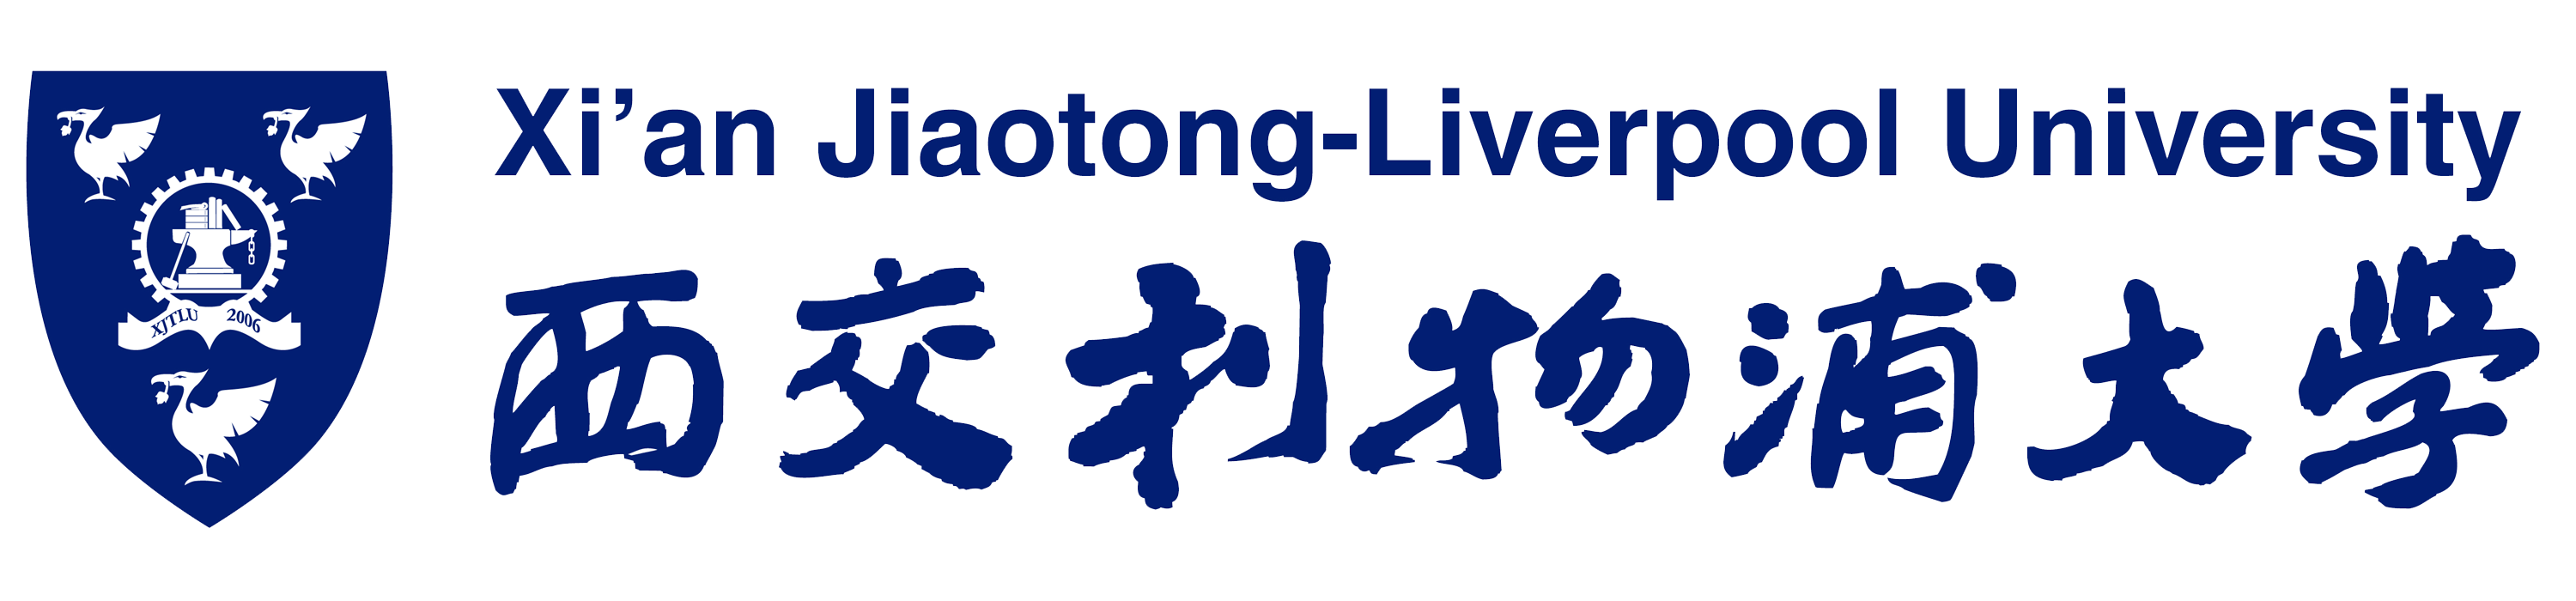 Xi’an Jiaotong-Liverpool University
西交利物浦大学
XJTLU 2006